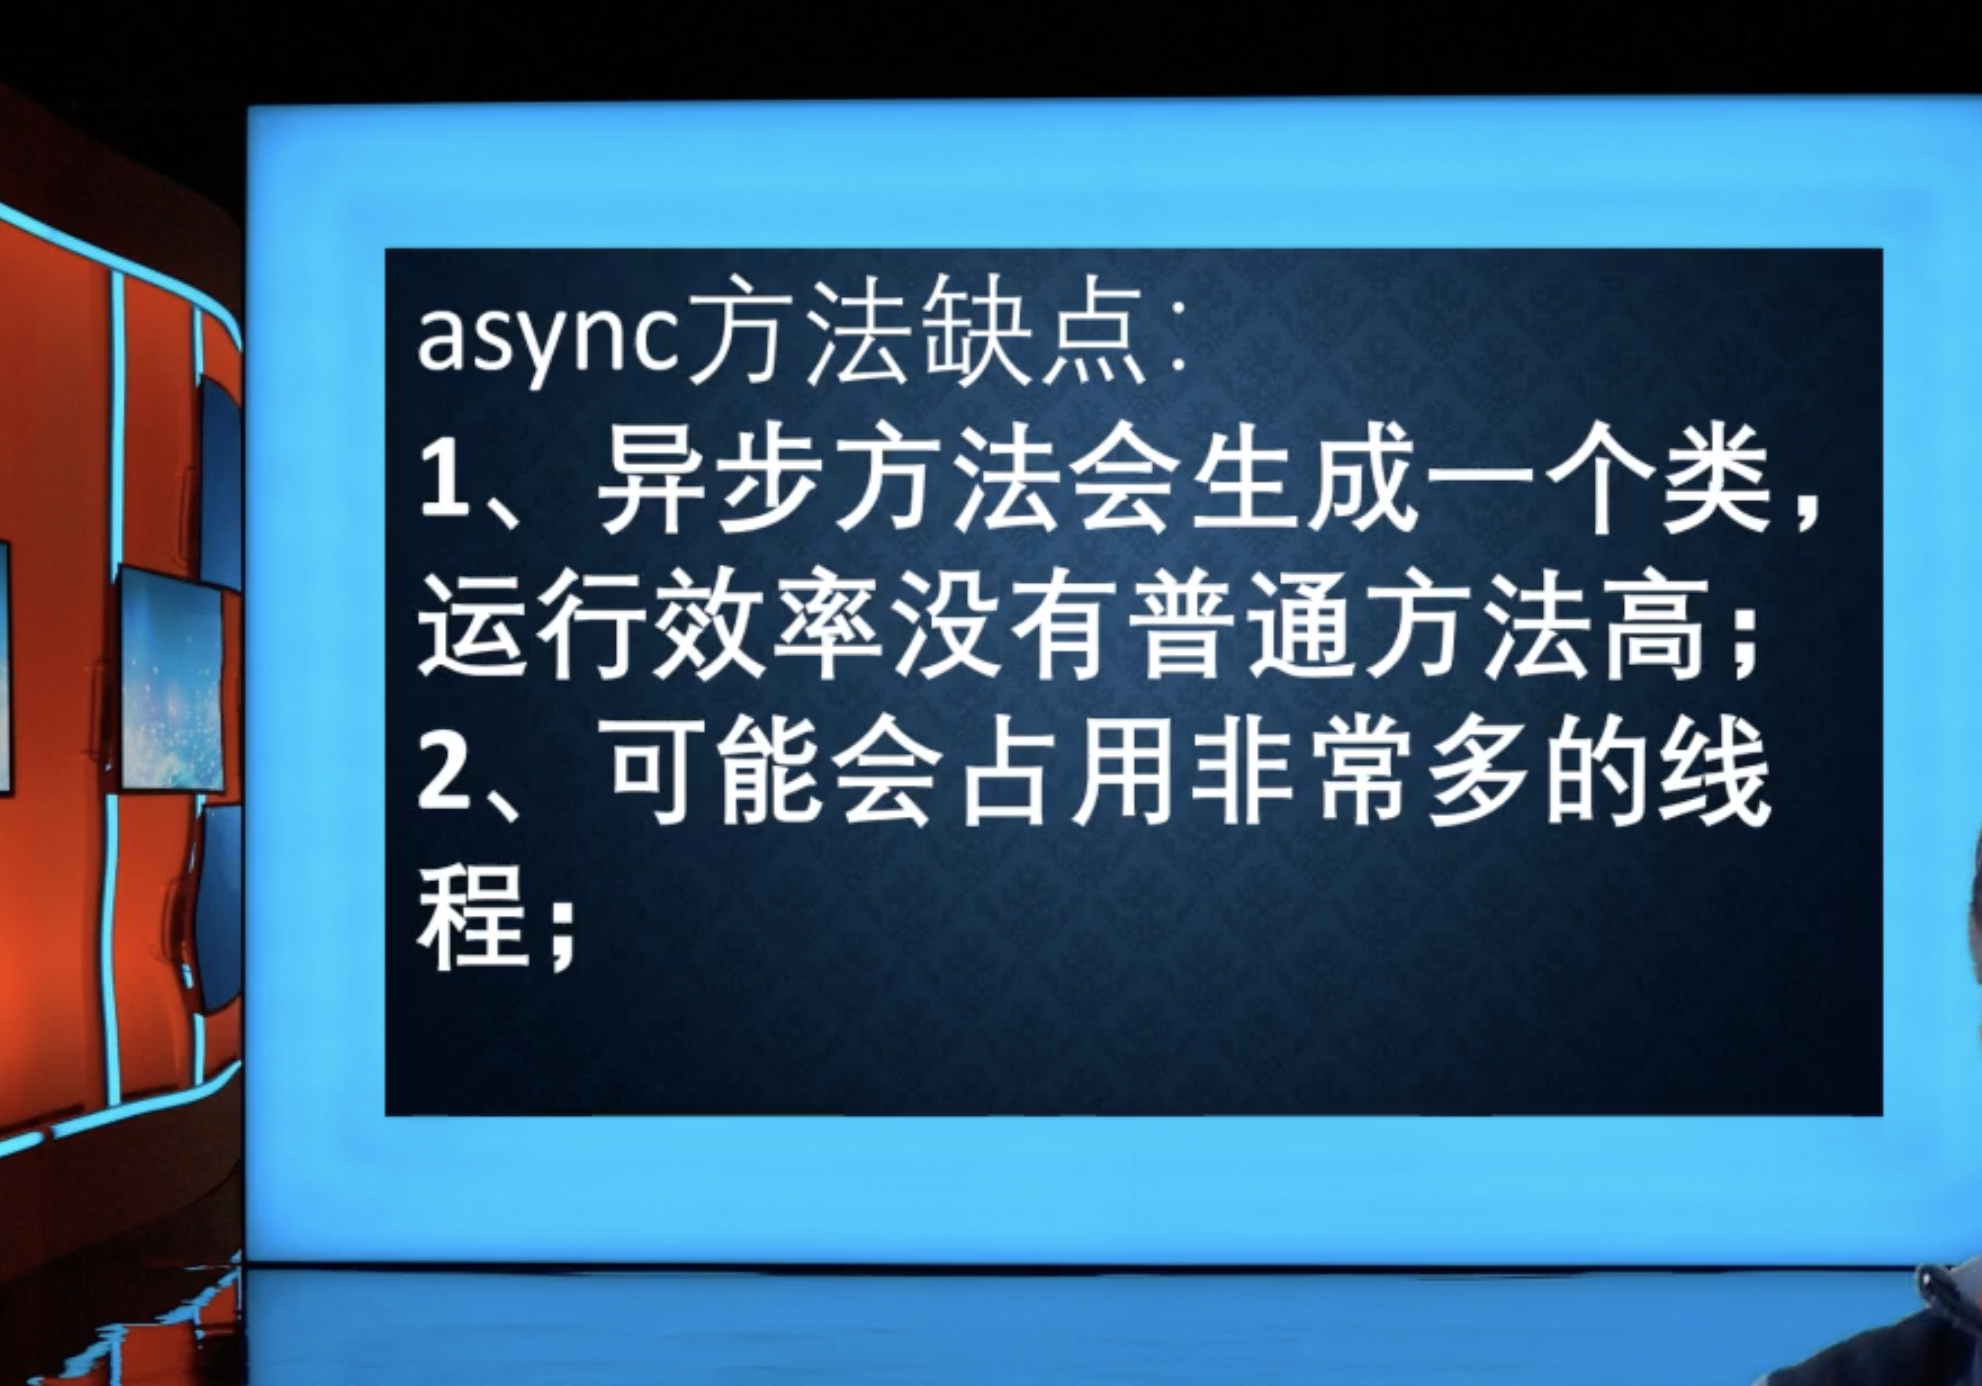 async方法缺点：
1、异步方法会生成一个类，
运行效率没有普通方法高；
2、可能会占用非常多的线
程；